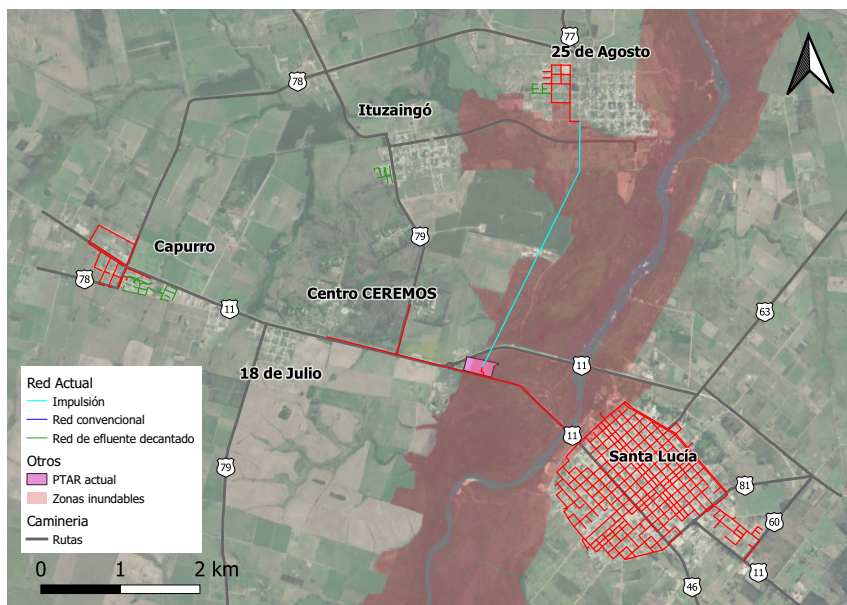 77
25 de Agosto
78
Ituzaingó
79
Capurro
78
Centro CEREMOS
11
63
18 de Julio
11
Red Actual
Impulsión
Red convencional
Red de efluente decantado
Otros
PTAR actual
Zonas inundables
Camineria
Rutas
11
Santa Lucía
79
81
60
11
46
0 1 2 km